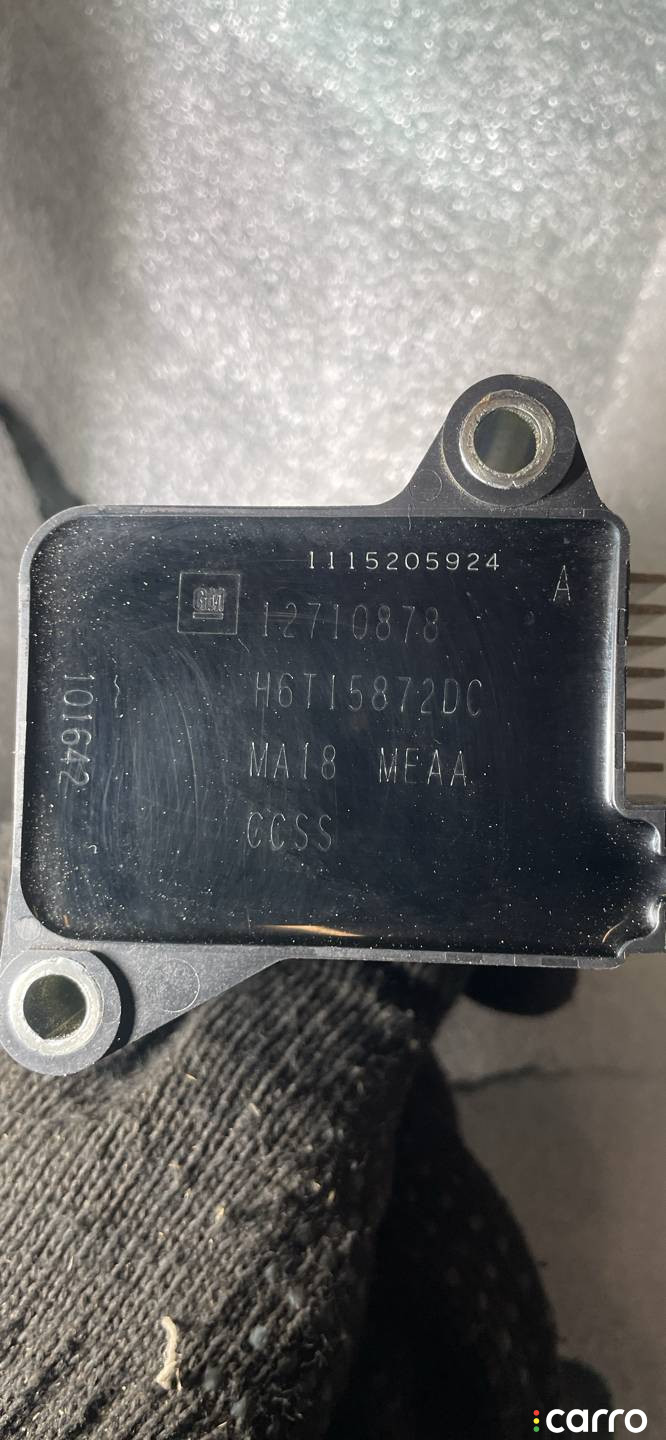 1115205924
A
GM
12710878
H6T15872DC
MA18 MEAA
CCSS
101642
carro